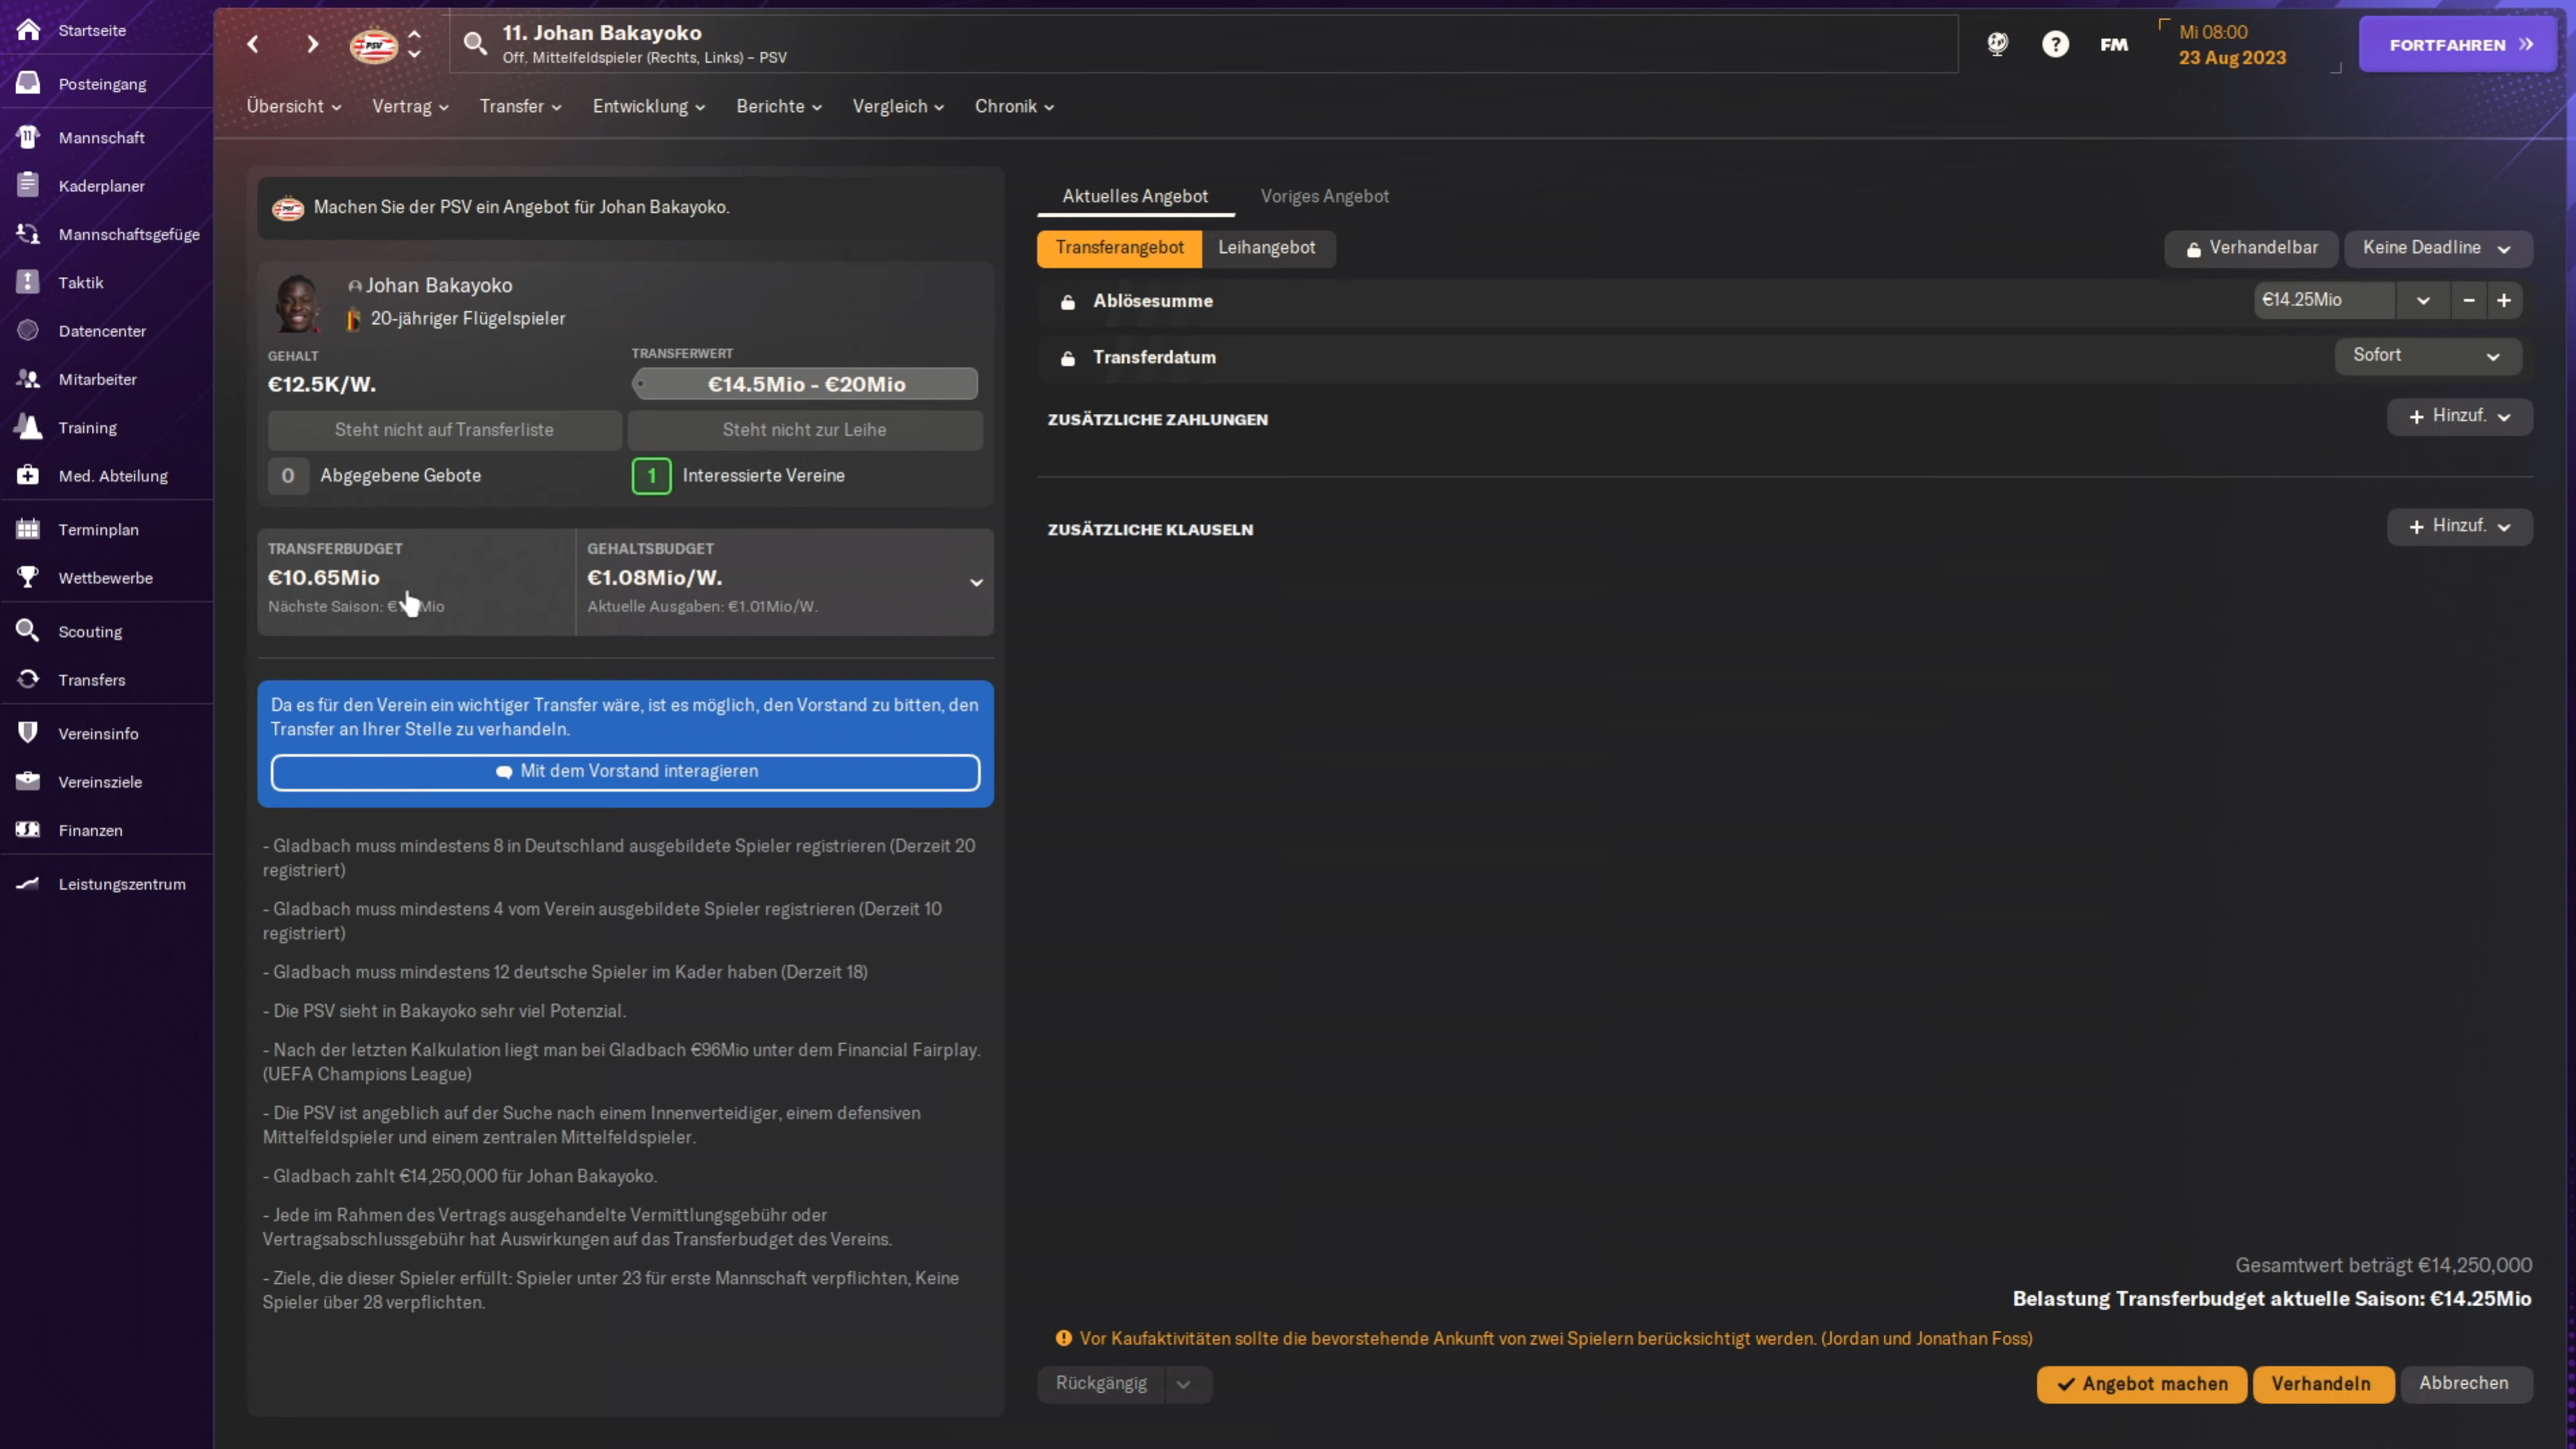 Startseite
Posteingang
Mannschaft
Kaderplaner
Mannschaftsgefüge
Taktik
Datencenter
Mitarbeiter
Training
Med. Abteilung
Terminplan
Wettbewerbe
Scouting
Transfers
Vereinsinfo
Vereinsziele
Finanzen
Leistungszentrum
PSV
11. Johan Bakayoko
Off. Mittelfeldspieler (Rechts, Links) – PSV
FM
Mi 08:00
23 Aug 2023
FORTFAHREN
Übersicht Vertrag Transfer Entwicklung Berichte Vergleich Chronik
Machen Sie der PSV ein Angebot für Johan Bakayoko.
Johan Bakayoko
20-jähriger Flügelspieler
GEHALT
€12.5K/W.
TRANSFERWERT
€14.5Mio - €20Mio
Steht nicht auf Transferliste
Steht nicht zur Leihe
0 Abgegebene Gebote
1 Interessierte Vereine
TRANSFERBUDGET
€10.65Mio
Nächste Saison:
GEHALTSBUDGET
€1.08Mio/W.
Aktuelle Ausgaben: €1.01Mio/W.
Da es für den Verein ein wichtiger Transfer wäre, ist es möglich, den Vorstand zu bitten, den
Transfer an Ihrer Stelle zu verhandeln.
Mit dem Vorstand interagieren
- Gladbach muss mindestens 8 in Deutschland ausgebildete Spieler registrieren (Derzeit 20
registriert)
- Gladbach muss mindestens 4 vom Verein ausgebildete Spieler registrieren (Derzeit 10
registriert)
- Gladbach muss mindestens 12 deutsche Spieler im Kader haben (Derzeit 18)
- Die PSV sieht in Bakayoko sehr viel Potenzial.
- Nach der letzten Kalkulation liegt man bei Gladbach €96Mio unter dem Financial Fairplay.
(UEFA Champions League)
- Die PSV ist angeblich auf der Suche nach einem Innenverteidiger, einem defensiven
Mittelfeldspieler und einem zentralen Mittelfeldspieler.
- Gladbach zahlt €14,250,000 für Johan Bakayoko.
- Jede im Rahmen des Vertrags ausgehandelte Vermittlungsgebühr oder
Vertragsabschlussgebühr hat Auswirkungen auf das Transferbudget des Vereins.
- Ziele, die dieser Spieler erfüllt: Spieler unter 23 für erste Mannschaft verpflichten, Keine
Spieler über 28 verpflichten.
Aktuelles Angebot Voriges Angebot
Transferangebot Leihangebot
Verhandelbar Keine Deadline
Ablösesumme €14.25Mio
Transferdatum Sofort
ZUSÄTZLICHE ZAHLUNGEN + Hinzuf.
ZUSÄTZLICHE KLAUSELN + Hinzuf.
Gesamtwert beträgt €14,250,000
Belastung Transferbudget aktuelle Saison: €14.25Mio
Vor Kaufaktivitäten sollte die bevorstehende Ankunft von zwei Spielern berücksichtigt werden. (Jordan und Jonathan Foss)
Rückgängig
Angebot machen Verhandeln Abbrechen